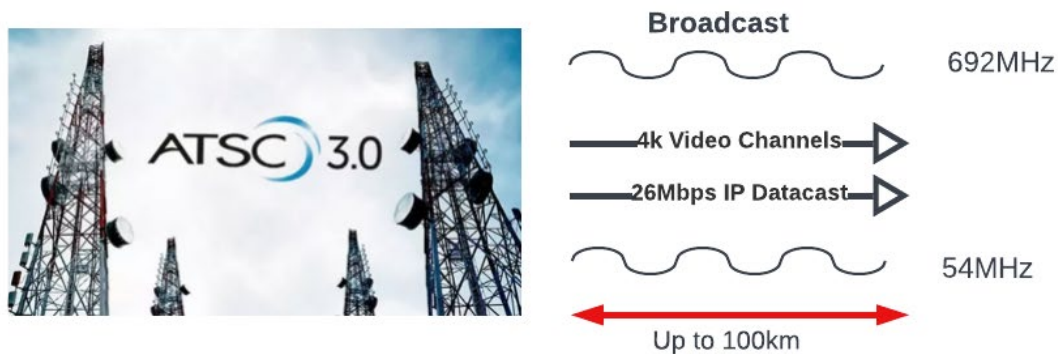 Broadcast
692MHz
ATSC 3.0
4k Video Channels
26Mbps IP Datacast
54MHz
Up to 100km